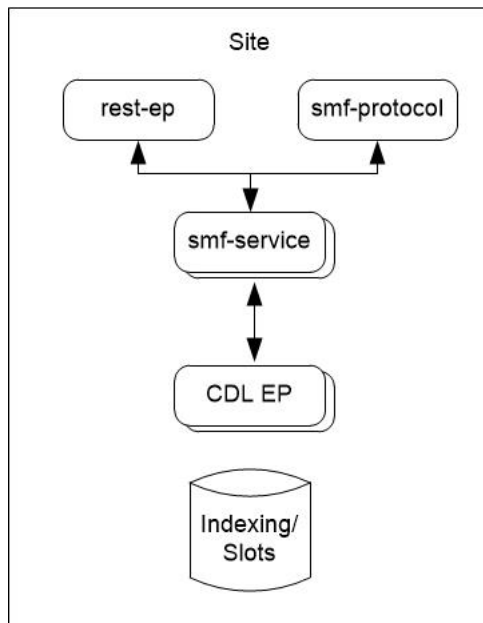 Site
rest-ep
smf-protocol
smf-service
CDL EP
Indexing/
Slots